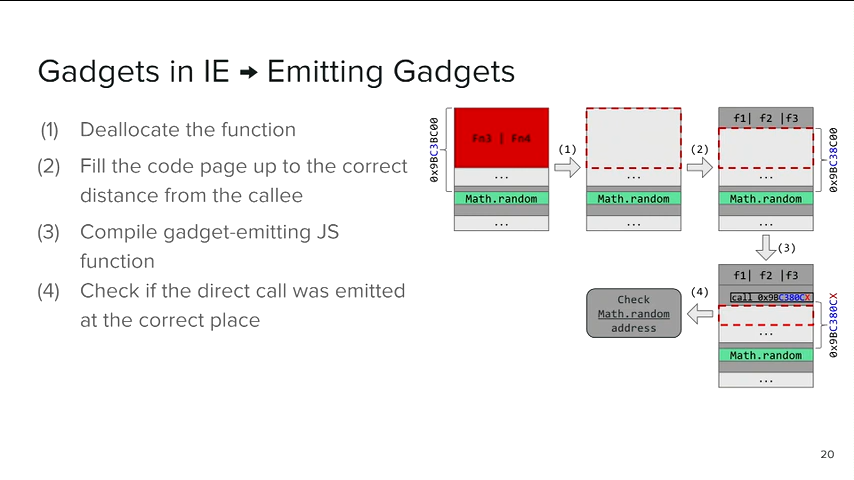 Gadgets in IE → Emitting Gadgets
(1) Deallocate the function
(2) Fill the code page up to the correct
distance from the callee
(3) Compile gadget-emitting JS
function
(4) Check if the direct call was emitted
at the correct place
0x9BC3BC00
Fn3 | Fn4
...
Math.random
...
(1)
...
Math.random
...
(2)
f1| f2 |f3
...
Math.random
...
0x9BC38C00
(3)
f1| f2 |f3
call 0x9BC380CX
...
Math.random
...
0x9BC380CX
(4)
Check
Math.random
address
20